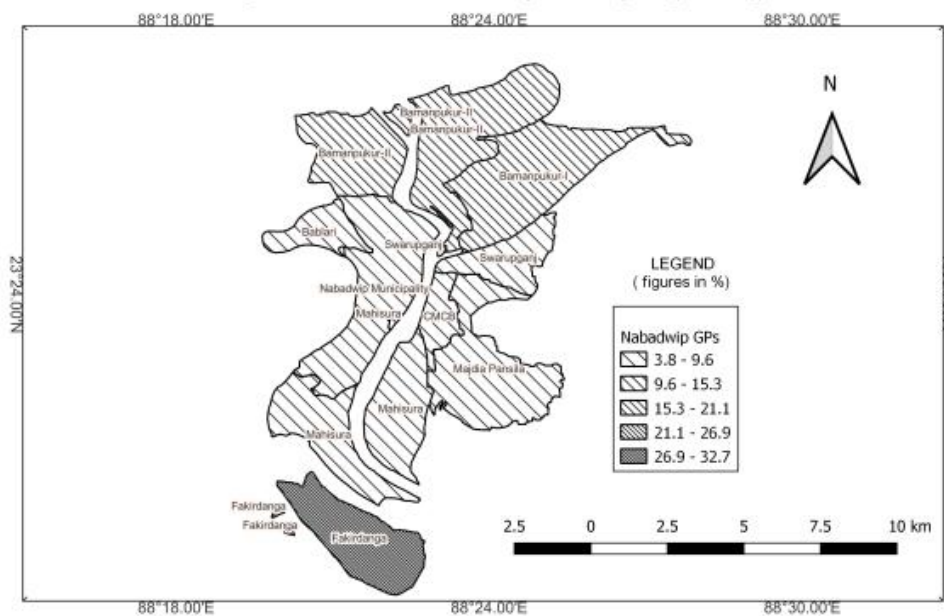 88°18.00'E 88°24.00'E 88°30.00'E
N
Bamanpukur-II
Bamanpukur-II
Bamanpukur-II
Bamanpukur-I
Bablari
Swarupganj
Swarupganj
23°24.00'N
23°24.00'N
LEGEND
( figures in %)
Nabadwip Municipality
Mahisura
CMCB
Nabadwip GPs
3.8 - 9.6
9.6 - 15.3
15.3 - 21.1
21.1 - 26.9
26.9 - 32.7
Majdia Pansila
Mahisura
Mahisura
Fakirdanga
Fakirdanga
Fakirdanga
2.5 0 2.5 5 7.5 10 km
88°18.00'E 88°24.00'E 88°30.00'E